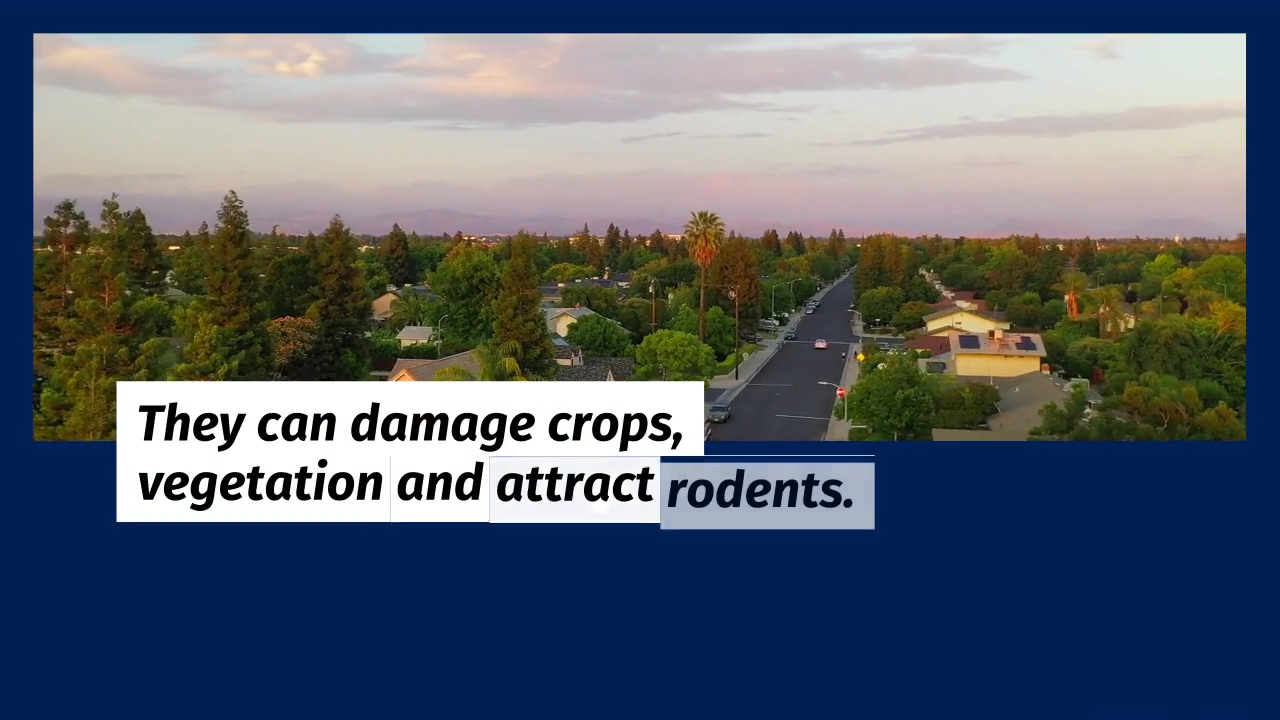 They can damage crops,
vegetation and attract rodents.